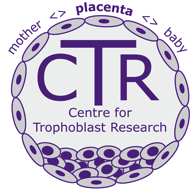 mother <> placenta <> baby
CTR
Centre for
Trophoblast Research